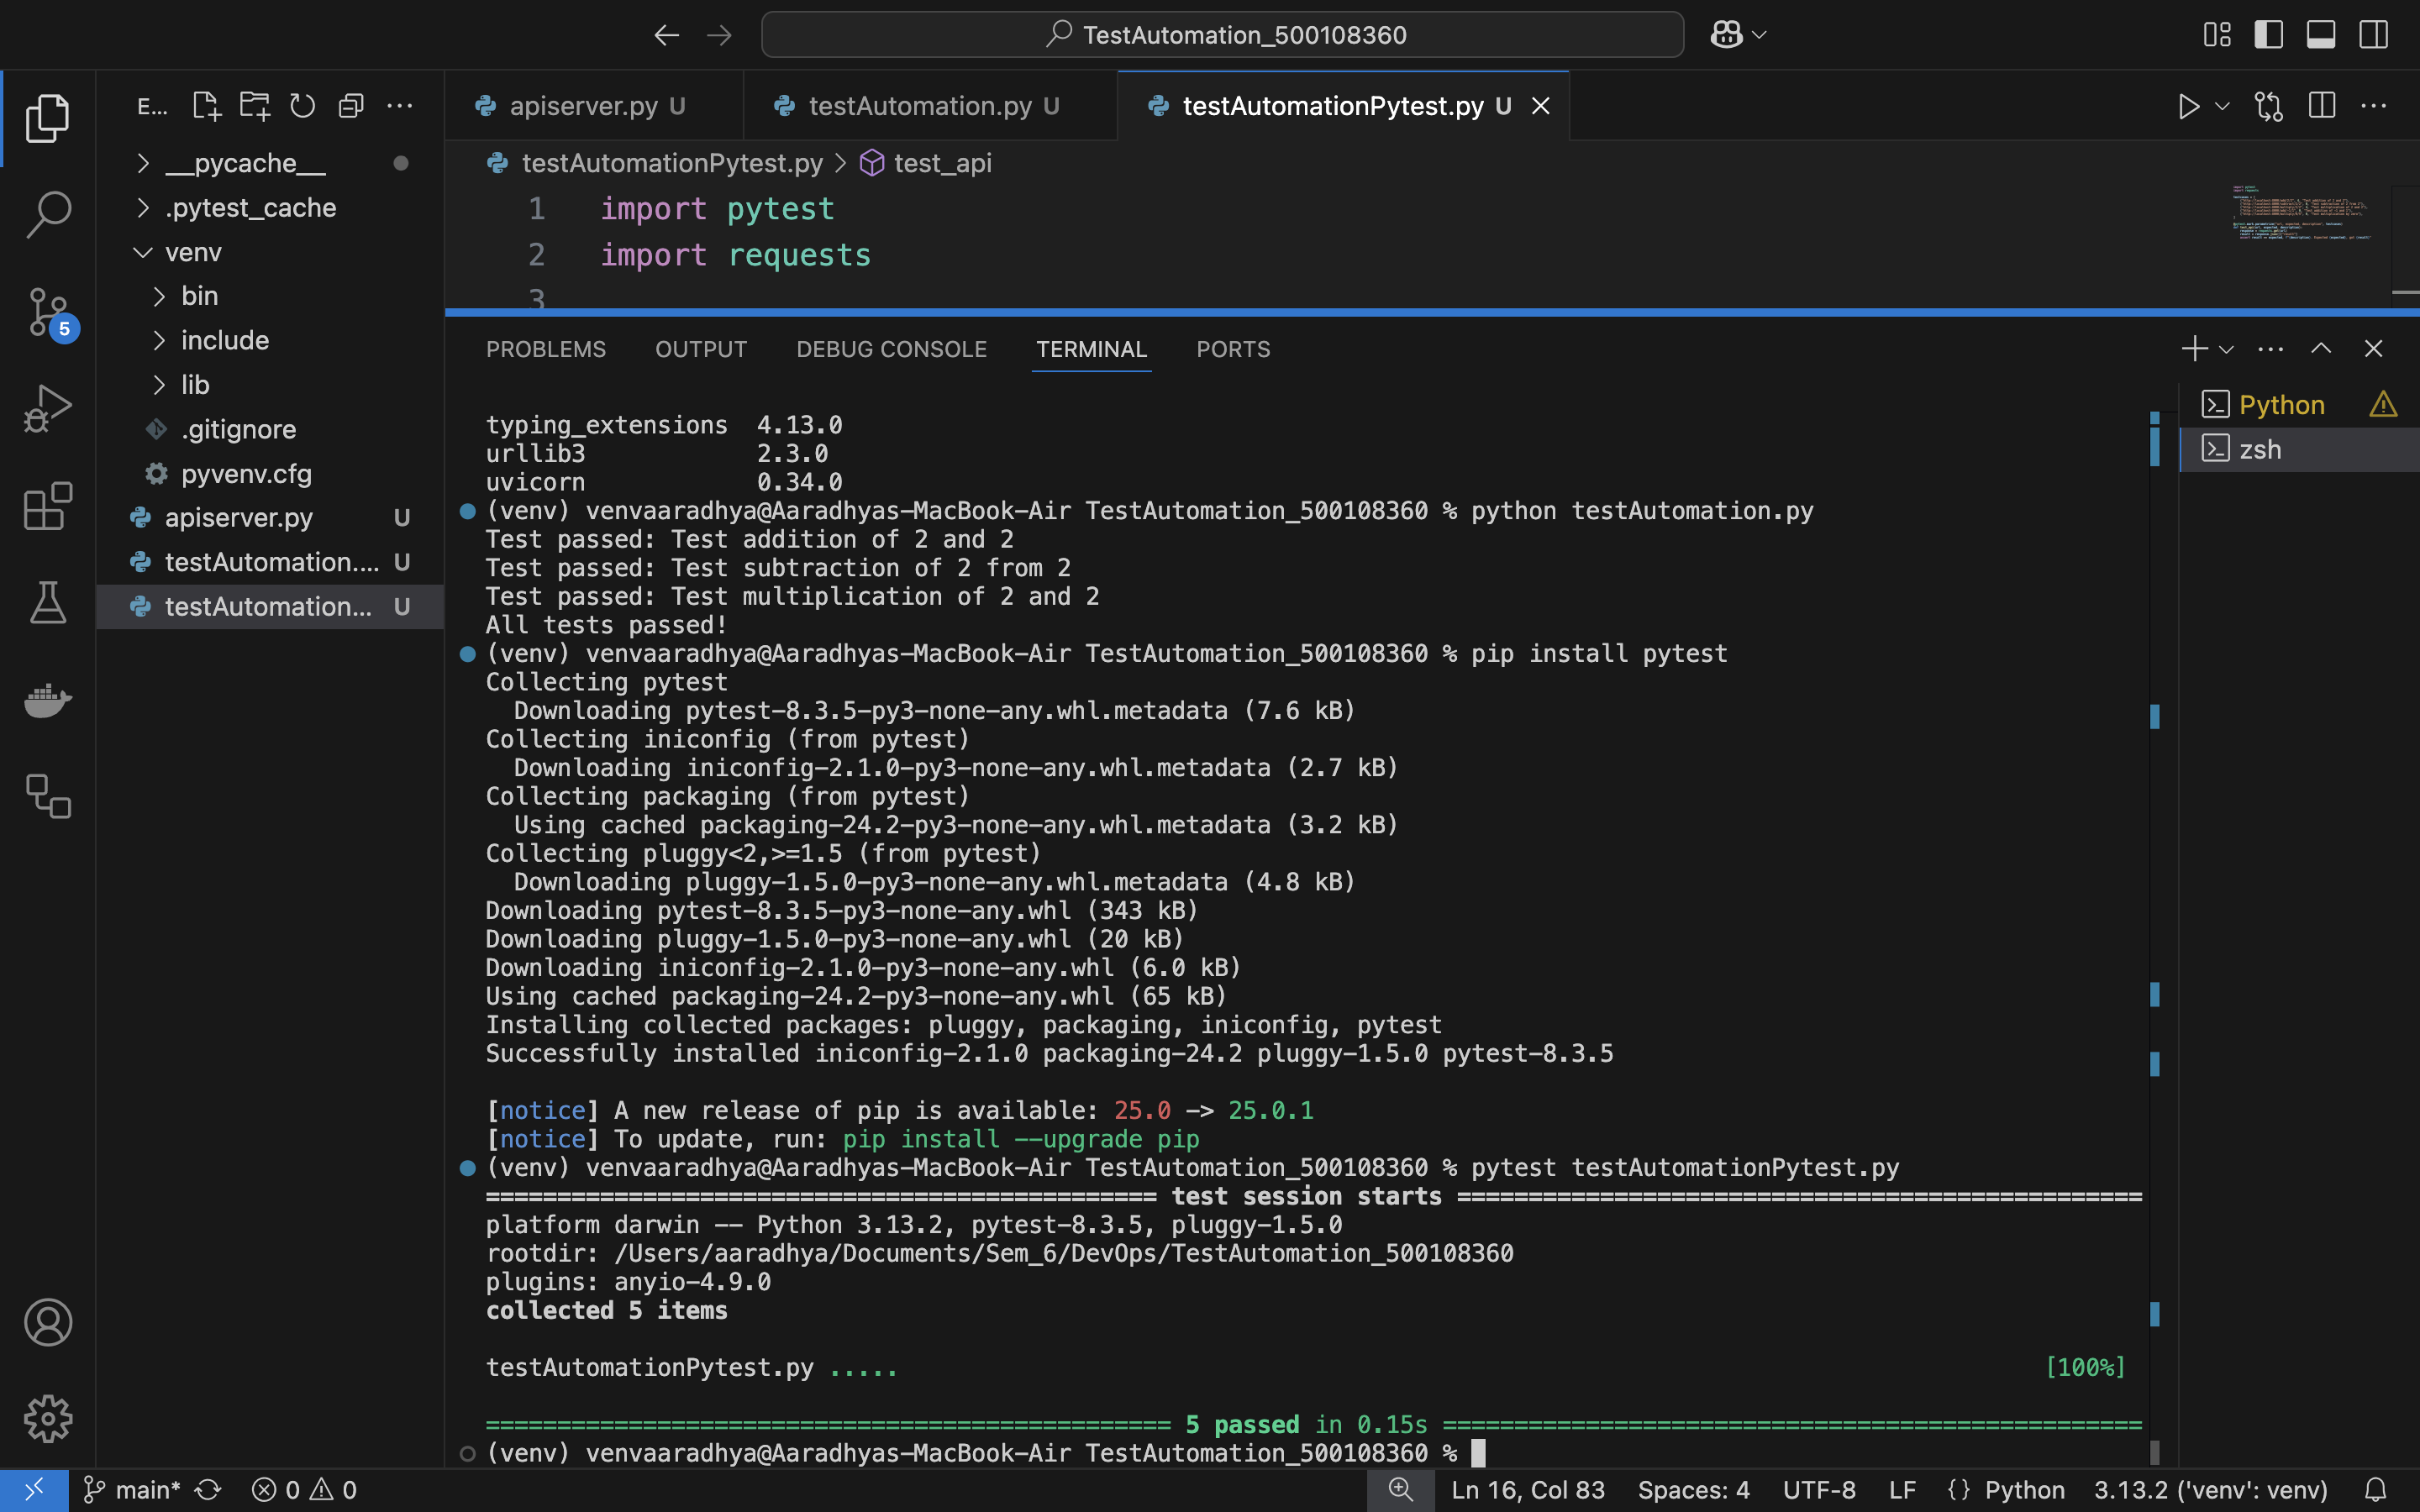 TestAutomation_500108360
E...
__pycache__
.pytest_cache
venv
bin
include
lib
.gitignore
pyvenv.cfg
apiserver.py U
testAutomation.... U
testAutomation... U
5
apiserver.py U
testAutomation.py U
testAutomationPytest.py U
testAutomationPytest.py > test_api
1 import pytest
2 import requests
3
PROBLEMS OUTPUT DEBUG CONSOLE TERMINAL PORTS
Python
zsh
typing_extensions 4.13.0
urllib3 2.3.0
uvicorn 0.34.0
(venv) venvaaradhya@Aaradhyas-MacBook-Air TestAutomation_500108360 % python testAutomation.py
Test passed: Test addition of 2 and 2
Test passed: Test subtraction of 2 from 2
Test passed: Test multiplication of 2 and 2
All tests passed!
(venv) venvaaradhya@Aaradhyas-MacBook-Air TestAutomation_500108360 % pip install pytest
Collecting pytest
Downloading pytest-8.3.5-py3-none-any.whl.metadata (7.6 kB)
Collecting iniconfig (from pytest)
Downloading iniconfig-2.1.0-py3-none-any.whl.metadata (2.7 kB)
Collecting packaging (from pytest)
Using cached packaging-24.2-py3-none-any.whl.metadata (3.2 kB)
Collecting pluggy<2,>=1.5 (from pytest)
Downloading pluggy-1.5.0-py3-none-any.whl.metadata (4.8 kB)
Downloading pytest-8.3.5-py3-none-any.whl (343 kB)
Downloading pluggy-1.5.0-py3-none-any.whl (20 kB)
Downloading iniconfig-2.1.0-py3-none-any.whl (6.0 kB)
Using cached packaging-24.2-py3-none-any.whl (65 kB)
Installing collected packages: pluggy, packaging, iniconfig, pytest
Successfully installed iniconfig-2.1.0 packaging-24.2 pluggy-1.5.0 pytest-8.3.5
[notice] A new release of pip is available: 25.0 -> 25.0.1
[notice] To update, run: pip install --upgrade pip
(venv) venvaaradhya@Aaradhyas-MacBook-Air TestAutomation_500108360 % pytest testAutomationPytest.py
=============================================== test session starts ================================================
platform darwin -- Python 3.13.2, pytest-8.3.5, pluggy-1.5.0
rootdir: /Users/aaradhya/Documents/Sem_6/DevOps/TestAutomation_500108360
plugins: anyio-4.9.0
collected 5 items
testAutomationPytest.py ..... [100%]
================================================ 5 passed in 0.15s =================================================
(venv) venvaaradhya@Aaradhyas-MacBook-Air TestAutomation_500108360 %
main* 0 0 Ln 16, Col 83 Spaces: 4 UTF-8 LF {} Python 3.13.2 ('venv': venv)